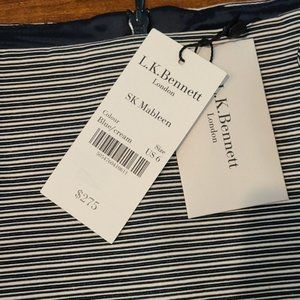 L.K.Bennett
London
SK Mableen
Colour
Blue/cream
Size
US 6
$275
L.K.Bennett
London